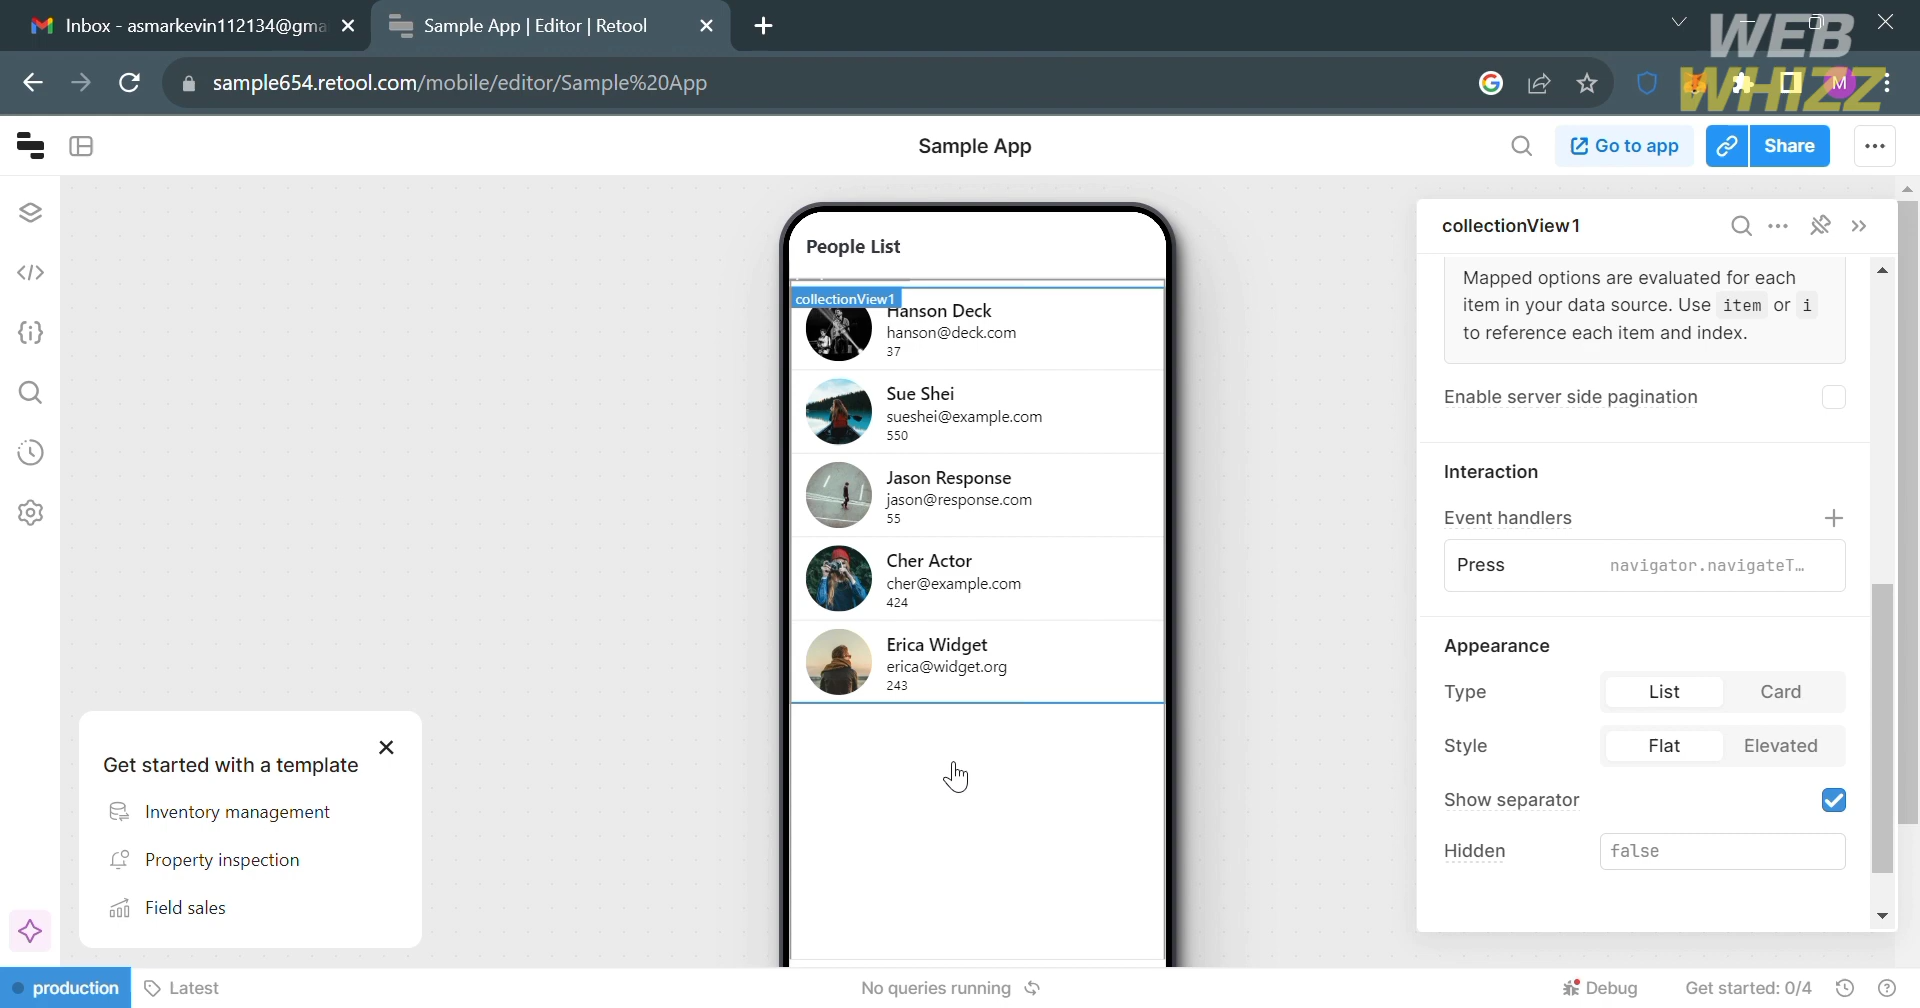 Inbox - asmarkevin112134@gma
Sample App | Editor | Retool
WEB
WHIZZ
sample654.retool.com/mobile/editor/Sample%20App
M
Sample App
Go to app
Share
People List
collectionView1
Hanson Deck
hanson@deck.com
37
Sue Shei
sueshei@example.com
550
Jason Response
jason@response.com
55
Cher Actor
cher@example.com
424
Erica Widget
erica@widget.org
243
collectionView1
Mapped options are evaluated for each
item in your data source. Use item or i
to reference each item and index.
Enable server side pagination
Interaction
Event handlers
Press navigator.navigateT…
Appearance
Type List Card
Style Flat Elevated
Show separator
Hidden false
Get started with a template
Inventory management
Property inspection
Field sales
production
Latest
No queries running
Debug
Get started: 0/4